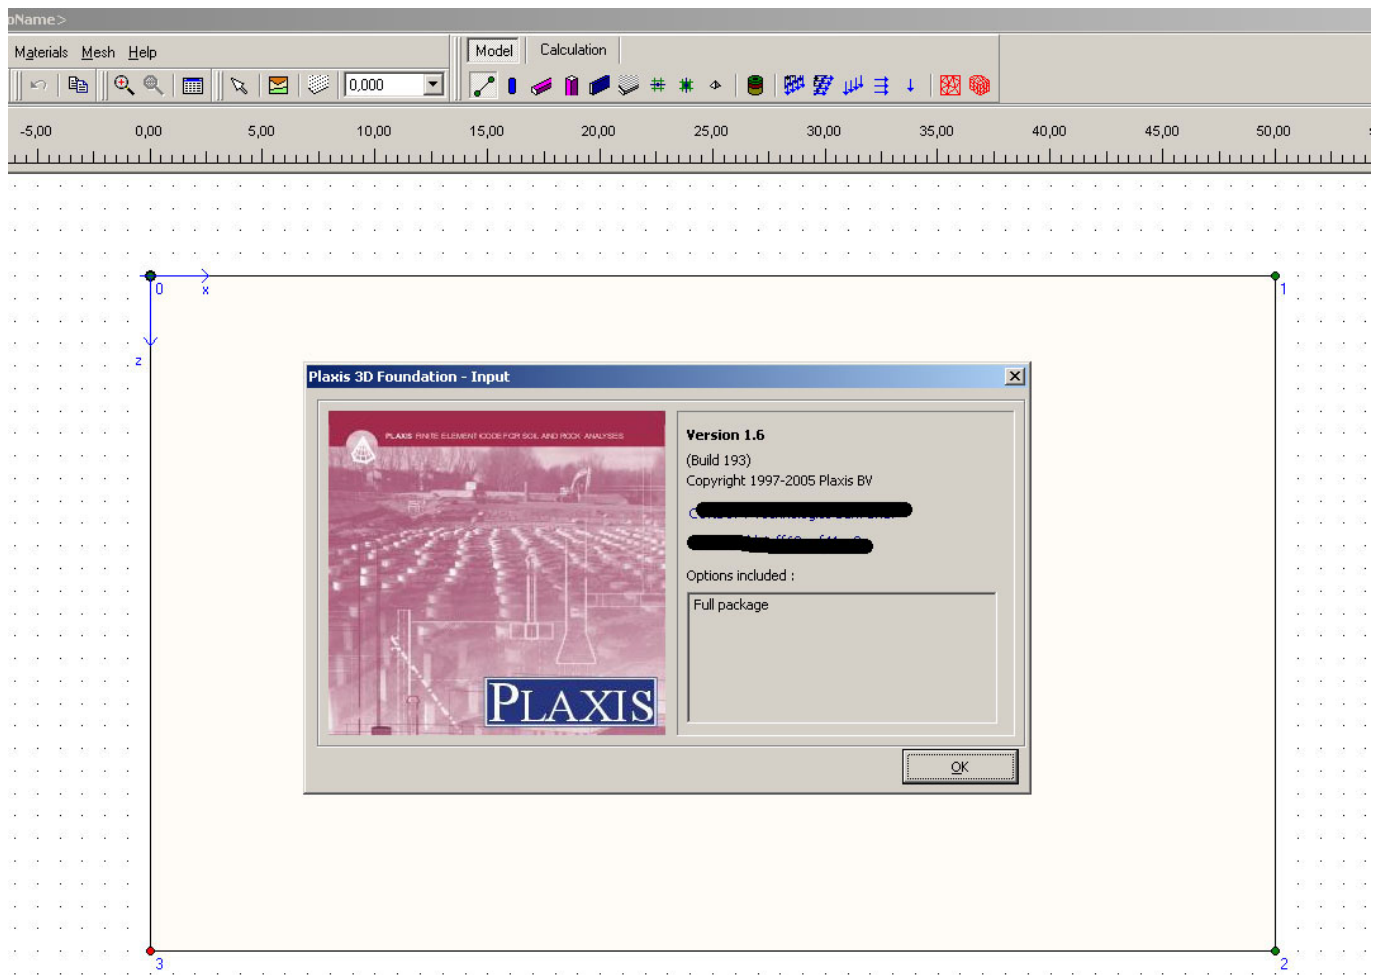 oName>
Materials Mesh Help
Model Calculation
0,000
-5,00 0,00 5,00 10,00 15,00 20,00 25,00 30,00 35,00 40,00 45,00 50,00
0 x 1
z
Plaxis 3D Foundation - Input
PLAXIS FINITE ELEMENT CODE FOR SOIL AND ROCK ANALYSES
Version 1.6
(Build 193)
Copyright 1997-2005 Plaxis BV
Options included :
Full package
PLAXIS
OK
3 2